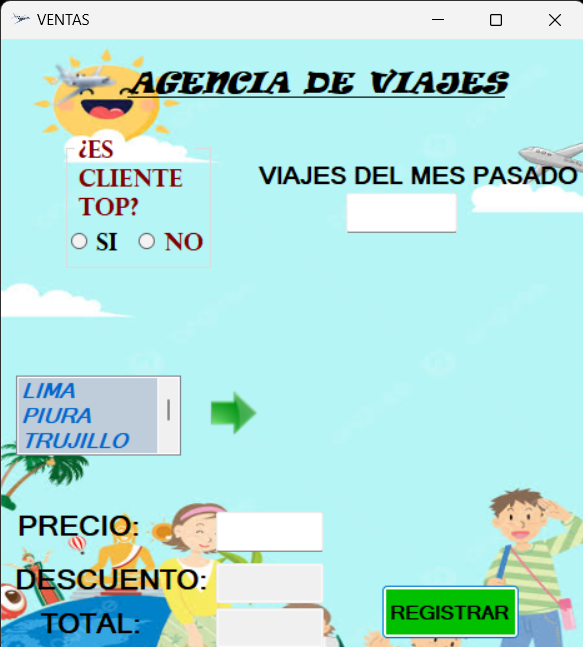 VENTAS
AGENCIA DE VIAJES
¿ES
CLIENTE
TOP?
SI
NO
VIAJES DEL MES PASADO
LIMA
PIURA
TRUJILLO
PRECIO:
DESCUENTO:
TOTAL:
REGISTRAR